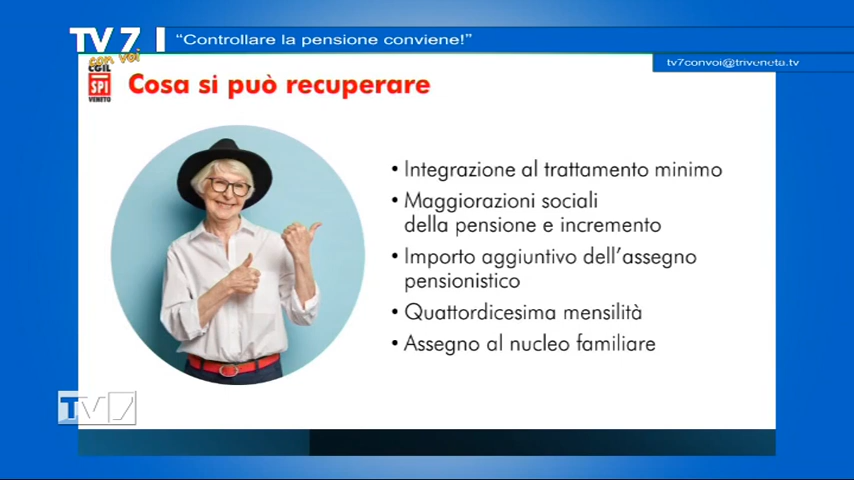 TV7 "Controllare la pensione conviene!"
con voi
tv7convoi@triveneta.tv
CGIL
SPI
VENETO
Cosa si può recuperare
• Integrazione al trattamento minimo
• Maggiorazioni sociali
della pensione e incremento
• Importo aggiuntivo dell'assegno
pensionistico
• Quattordicesima mensilità
• Assegno al nucleo familiare
TV7